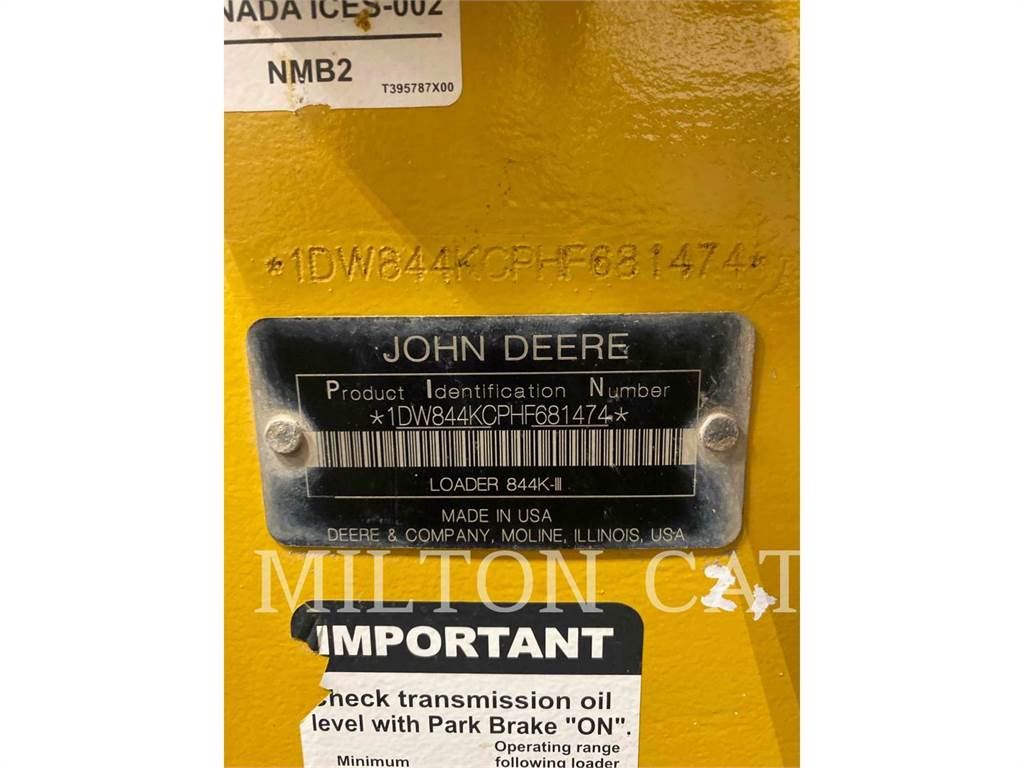 NADA ICES-002
NMB2
T395787X00
*1DW844KCPHF681474*
JOHN DEERE
Product Identification Number
*1DW844KCPHF681474*
LOADER 844K-III
MADE IN USA
DEERE & COMPANY, MOLINE, ILLINOIS, USA
MILTON CAT
2
IMPORTANT
Check transmission oil
level with Park Brake "ON".
Minimum
Operating range
following loader